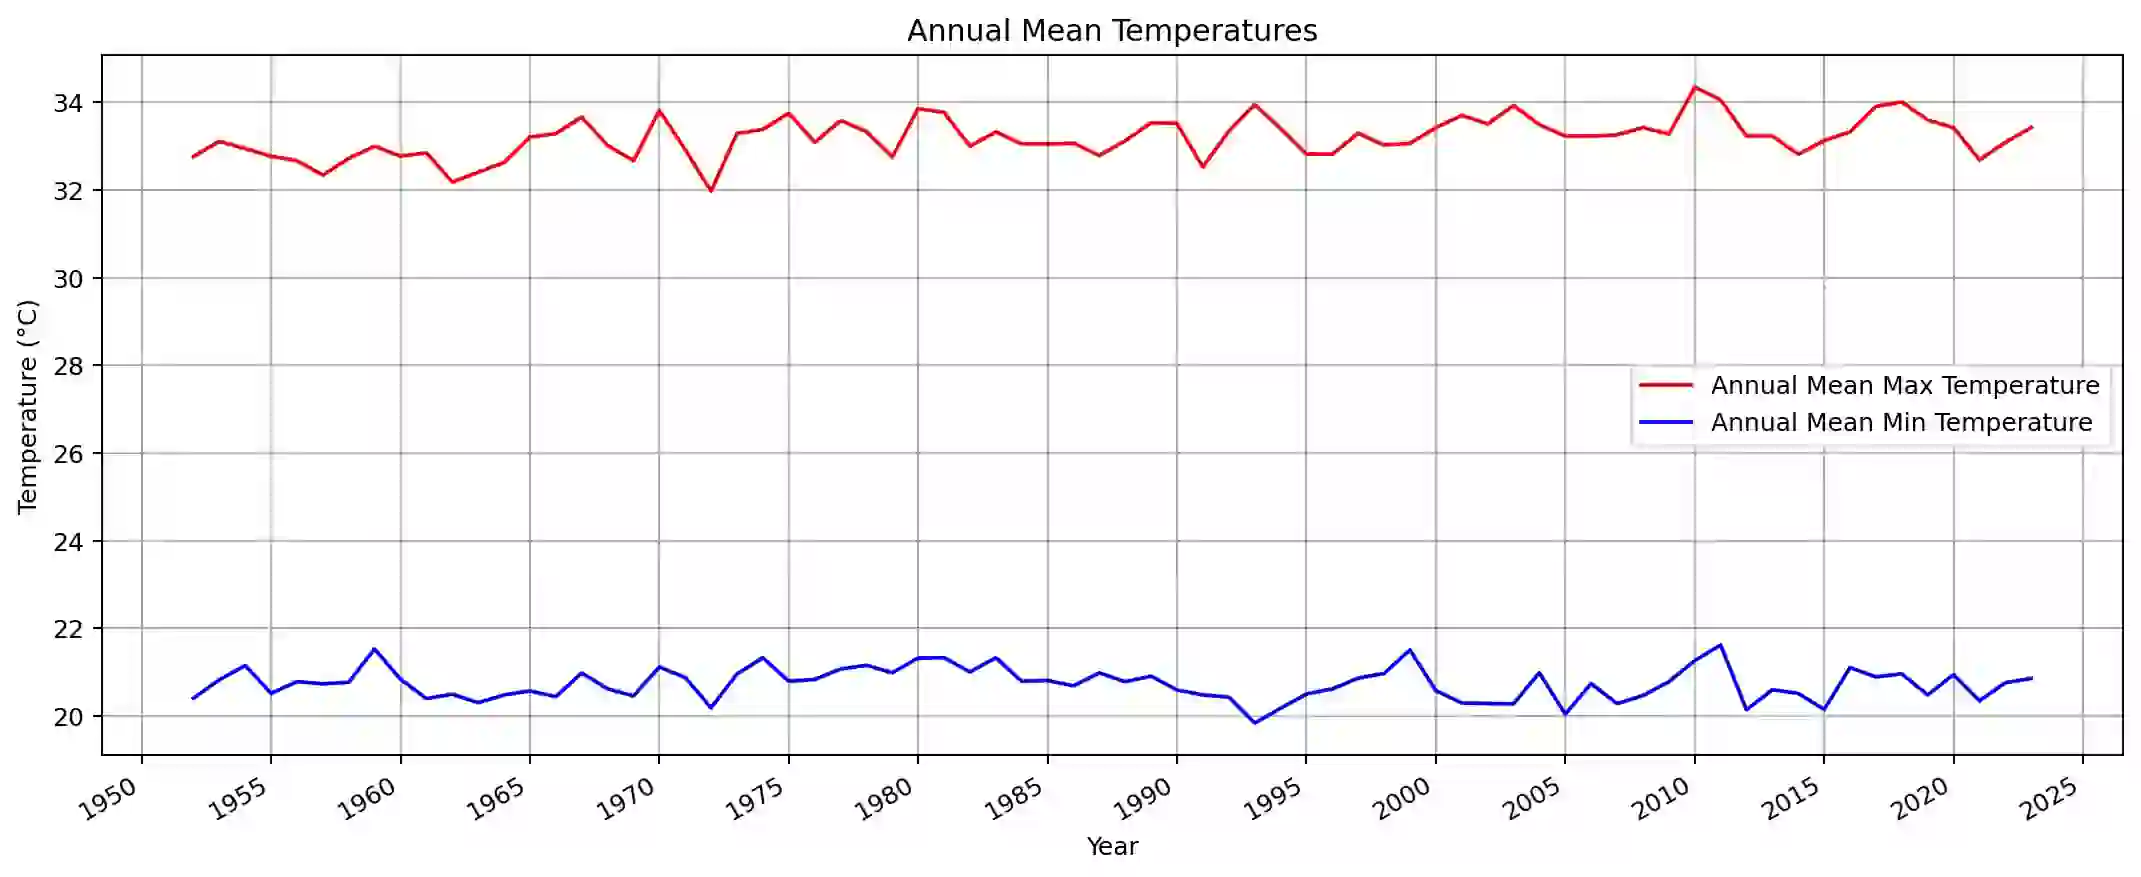 Annual Mean Temperatures
34
32
30
28
26
24
22
20
Temperature (°C)
Annual Mean Max Temperature
Annual Mean Min Temperature
1950 1955 1960 1965 1970 1975 1980 1985 1990 1995 2000 2005 2010 2015 2020 2025
Year